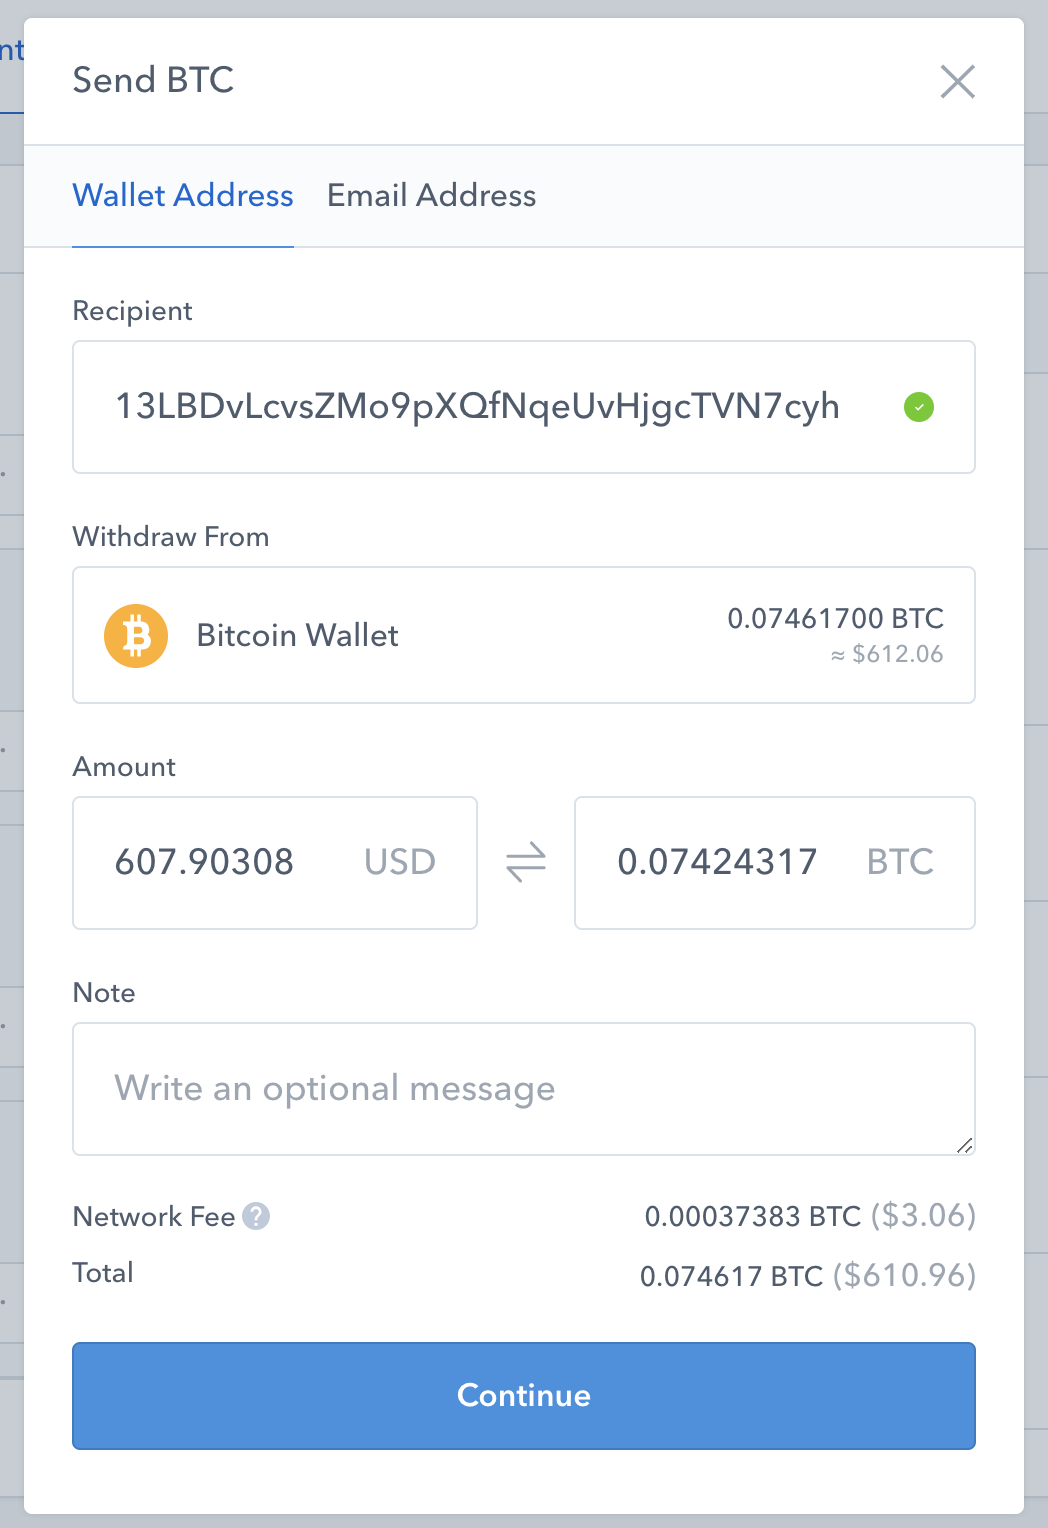 nt
Send BTC
Wallet Address Email Address
Recipient
13LBDvLcvsZMo9pXQfNqeUvHjgcTVN7cyh
Withdraw From
Bitcoin Wallet
0.07461700 BTC
≈ $612.06
Amount
607.90308 USD
0.07424317 BTC
Note
Write an optional message
Network Fee ? 0.00037383 BTC ($3.06)
Total 0.074617 BTC ($610.96)
Continue